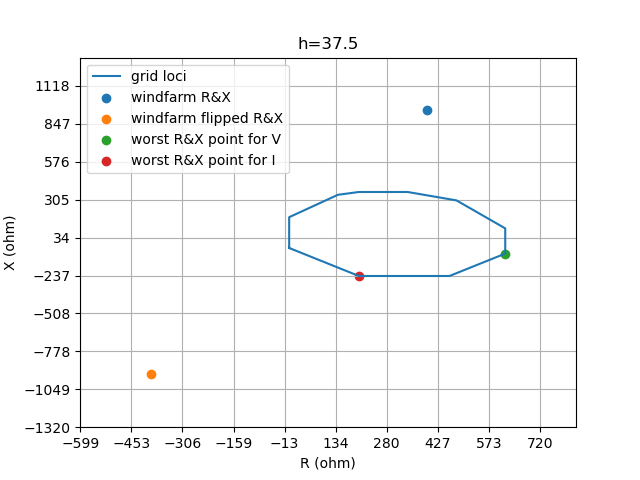 h=37.5
grid loci
windfarm R&X
windfarm flipped R&X
worst R&X point for V
worst R&X point for I
1118
847
576
305
34
−237
−508
−778
−1049
−1320
X (ohm)
−599 −453 −306 −159 −13 134 280 427 573 720
R (ohm)